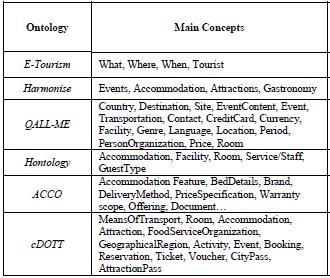 Ontology
Main Concepts
E-Tourism
What, Where, When, Tourist
Harmonise
Events, Accommodation, Attractions, Gastronomy
QALL-ME
Country, Destination, Site, EventContent, Event,
Transportation, Contact, CreditCard, Currency,
Facility, Genre, Language, Location, Period,
PersonOrganization, Price, Room
Hontology
Accommodation, Facility, Room, Service/Staff,
GuestType
ACCO
Accommodation Feature, BedDetails, Brand,
DeliveryMethod, PriceSpecification, Warranty
scope, Offering, Document…
cDOTT
MeansOfTransport, Room, Accommodation,
Attraction, FoodServiceOrganization,
GeographicalRegion, Activity, Event, Booking,
Reservation, Ticket, Voucher, CityPass,
AttractionPass